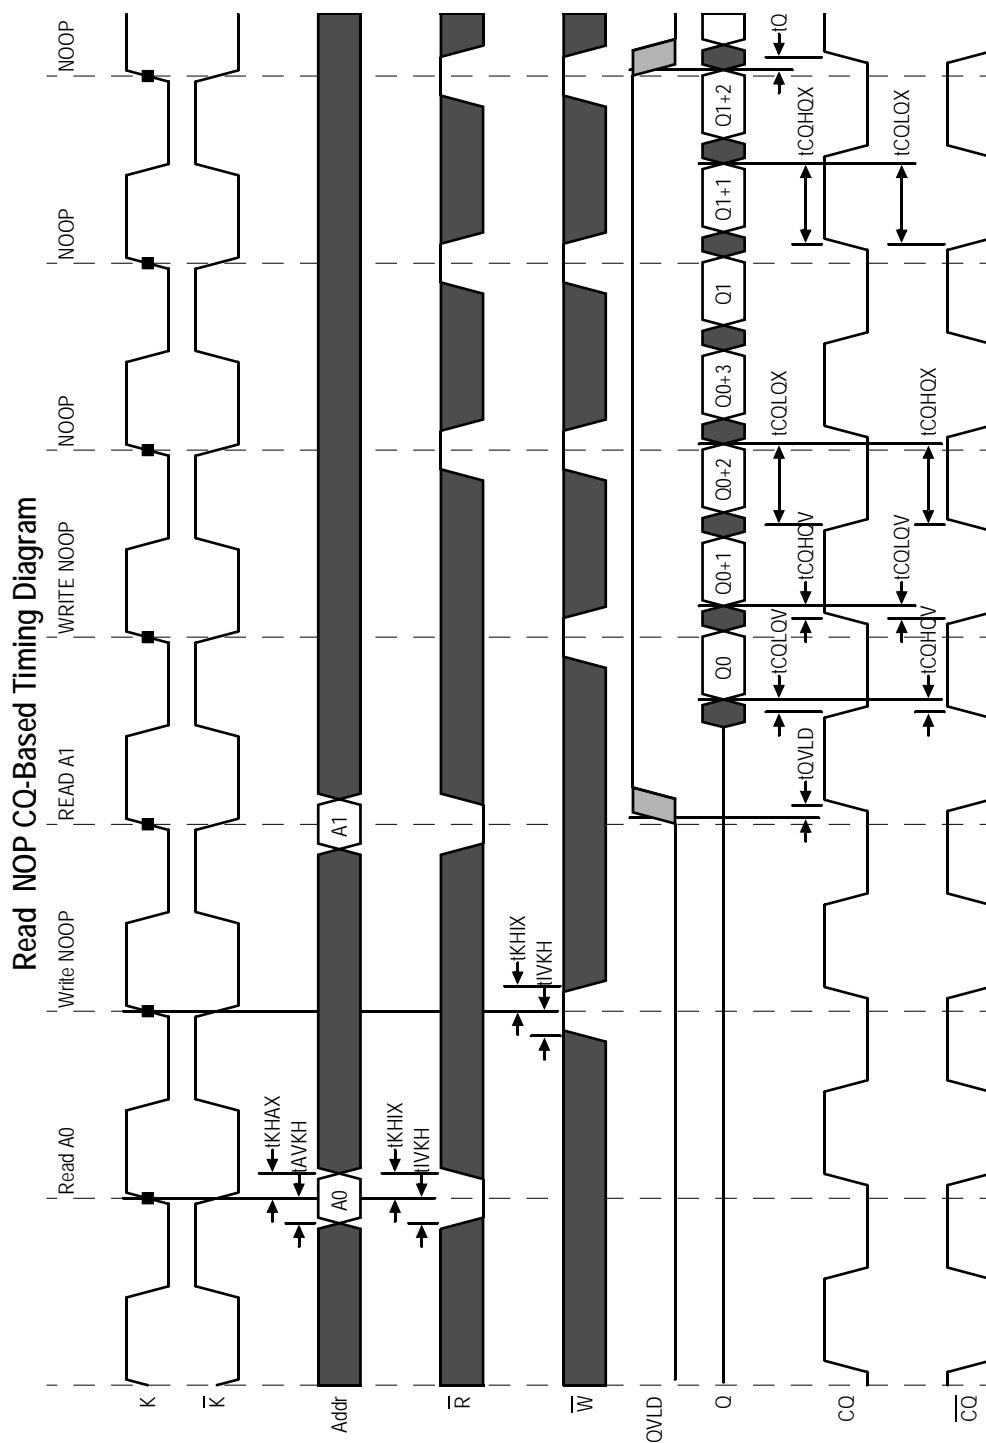 Read NOP CQ-Based Timing Diagram
Read A0
Write NOOP
READ A1
WRITE NOOP
NOOP
NOOP
NOOP
K
K
tKHAX
tAVKH
Addr
A0
A1
tKHIX
tIVKH
R
tKHIX
tIVKH
W
QVLD
Q
Q0
Q0+1
Q0+2
Q0+3
Q1
Q1+1
Q1+2
tQVLD
tCQLQV
tCQHQV
tCQLQX
tCQHQX
tQ
CQ
tCQHQV
tCQLQV
tCQHQX
tCQLQX
CQ